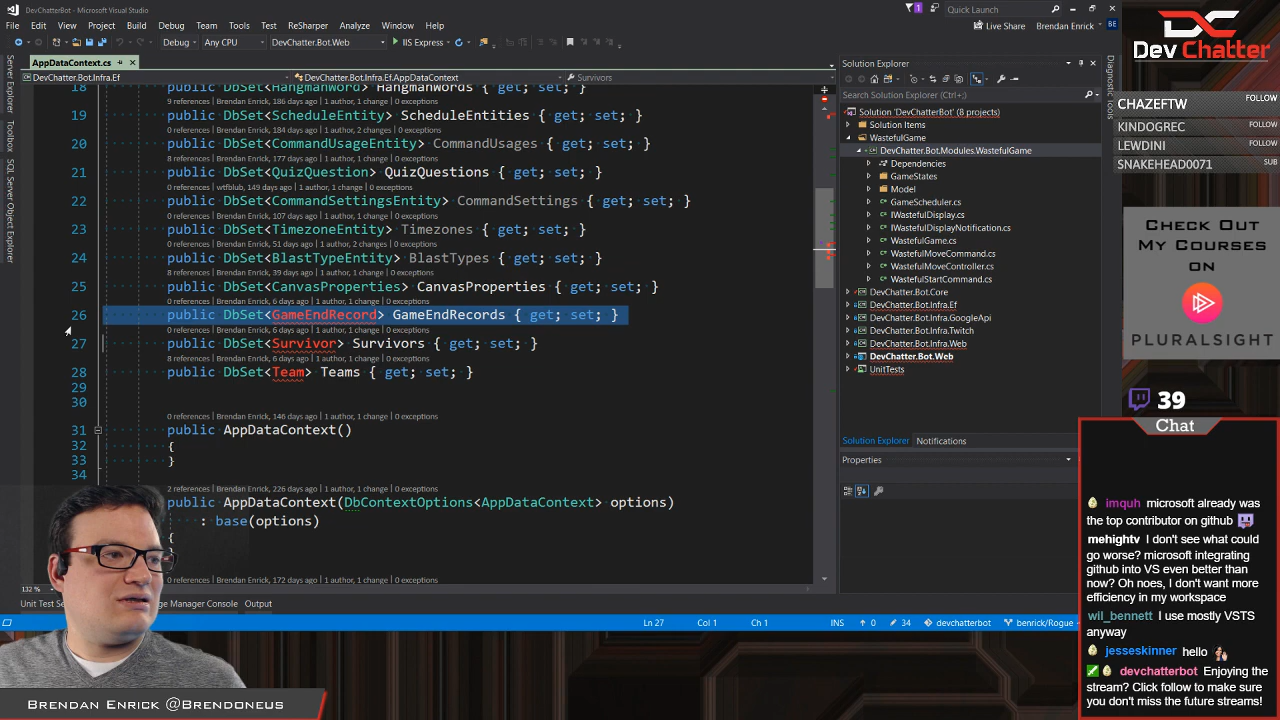 DevChatterBot - Microsoft Visual Studio
1
Quick Launch
File Edit View Project Build Debug Team Tools Test ReSharper Analyze Window Help
Live Share
Brendan Enrick
BE
Debug Any CPU DevChatter.Bot.Web IIS Express
AppDataContext.cs
DevChatter.Bot.Infra.Ef
DevChatter.Bot.Infra.Ef.AppDataContext
Survivors
Server Explorer
Toolbox
SQL Server Object Explorer
18 public DbSet<HangmanWord> HangmanWords { get; set; }
9 references | Brendan Enrick, 186 days ago | 1 author, 1 change | 0 exceptions
19 public DbSet<ScheduleEntity> ScheduleEntities { get; set; }
0 references | Brendan Enrick, 184 days ago | 1 author, 2 changes | 0 exceptions
20 public DbSet<CommandUsageEntity> CommandUsages { get; set; }
8 references | Brendan Enrick, 177 days ago | 1 author, 1 change | 0 exceptions
21 public DbSet<QuizQuestion> QuizQuestions { get; set; }
0 references | wtfblub, 149 days ago | 1 author, 1 change | 0 exceptions
22 public DbSet<CommandSettingsEntity> CommandSettings { get; set; }
0 references | Brendan Enrick, 107 days ago | 1 author, 1 change | 0 exceptions
23 public DbSet<TimezoneEntity> Timezones { get; set; }
0 references | Brendan Enrick, 51 days ago | 1 author, 2 changes | 0 exceptions
24 public DbSet<BlastTypeEntity> BlastTypes { get; set; }
8 references | Brendan Enrick, 39 days ago | 1 author, 1 change | 0 exceptions
25 public DbSet<CanvasProperties> CanvasProperties { get; set; }
0 references | Brendan Enrick, 6 days ago | 1 author, 1 change | 0 exceptions
26 public DbSet<GameEndRecord> GameEndRecords { get; set; }
0 references | Brendan Enrick, 6 days ago | 1 author, 1 change | 0 exceptions
27 public DbSet<Survivor> Survivors { get; set; }
8 references | Brendan Enrick, 6 days ago | 1 author, 1 change | 0 exceptions
28 public DbSet<Team> Teams { get; set; }
29
30
0 references | Brendan Enrick, 146 days ago | 1 author, 1 change | 0 exceptions
31 public AppDataContext()
32 {
33 }
34
2 references | Brendan Enrick, 226 days ago | 1 author, 1 change | 0 exceptions
public AppDataContext(DbContextOptions<AppDataContext> options)
: base(options)
{
}
0 references | Brendan Enrick, 172 days ago | 1 author, 1 change | 0 exceptions
132 %
Output
Ln 27 Col 1 Ch 1 INS 0 34 devchatterbot benrick/Rogue
Solution Explorer
Search Solution Explorer (Ctrl+;)
Solution 'DevChatterBot' (8 projects)
Solution Items
WastefulGame
DevChatter.Bot.Modules.WastefulGame
Dependencies
GameStates
Model
GameScheduler.cs
IWastefulDisplay.cs
IWastefulDisplayNotification.cs
WastefulGame.cs
WastefulMoveCommand.cs
WastefulMoveController.cs
WastefulStartCommand.cs
DevChatter.Bot.Core
DevChatter.Bot.Infra.Ef
DevChatter.Bot.Infra.GoogleApi
DevChatter.Bot.Infra.Twitch
DevChatter.Bot.Infra.Web
DevChatter.Bot.Web
UnitTests
Solution Explorer Notifications
Properties
Diagnostic Tools
DC
Dev Chatter
CHAZEFTW FOLLOW
KINDOGREC FOLLOW
LEWDINI FOLLOW
SNAKEHEAD0071 SUB
CHECK OUT
MY COURSES
ON
PLURALSIGHT
39
Chat
imquh microsoft already was
the top contributor on github
mehightv I don't see what could
go worse? microsoft integrating
github into VS even better than
now? Oh noes, I don't want more
efficiency in my workspace
wil_bennett I use mostly VSTS
anyway
jesseskinner hello
devchatterbot Enjoying the
stream? Click follow to make sure
you don't miss the future streams!
BRENDAN ENRICK @BRENDONEUS